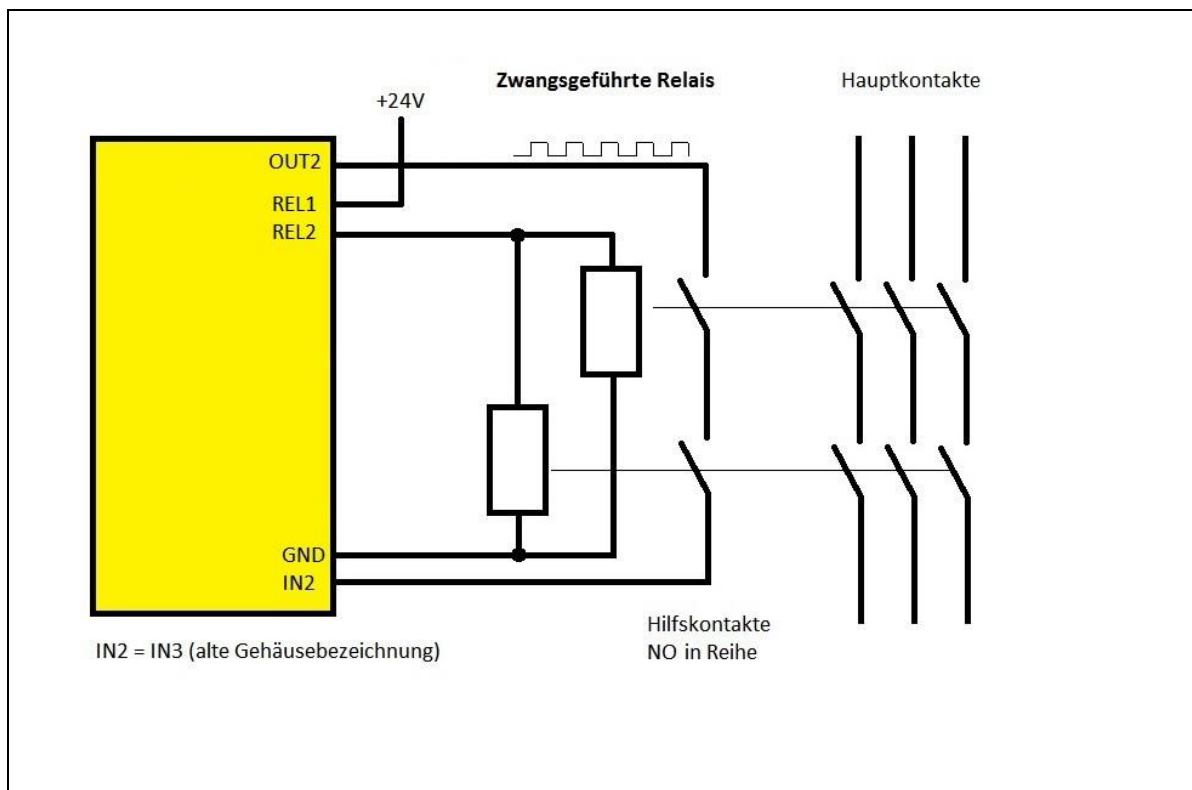 Zwangsgeführte Relais
Hauptkontakte
+24V
OUT2
REL1
REL2
GND
IN2
IN2 = IN3 (alte Gehäusebezeichnung)
Hilfskontakte
NO in Reihe